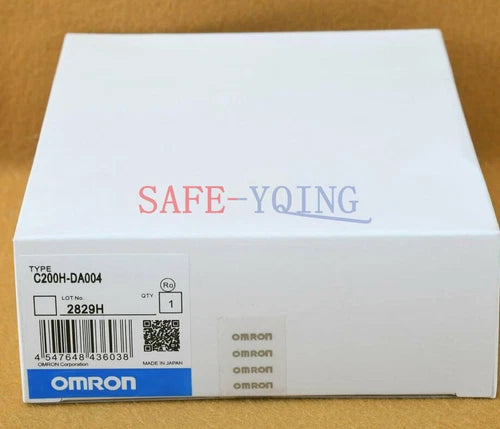 SAFE-YQING
TYPE
C200H-DA004
Ro
LOT No.
QTY
2829H
1
4 547648 436038
OMRON Corporation
MADE IN JAPAN
OMRON
OMRON
OMRON
OMRON
OMRON